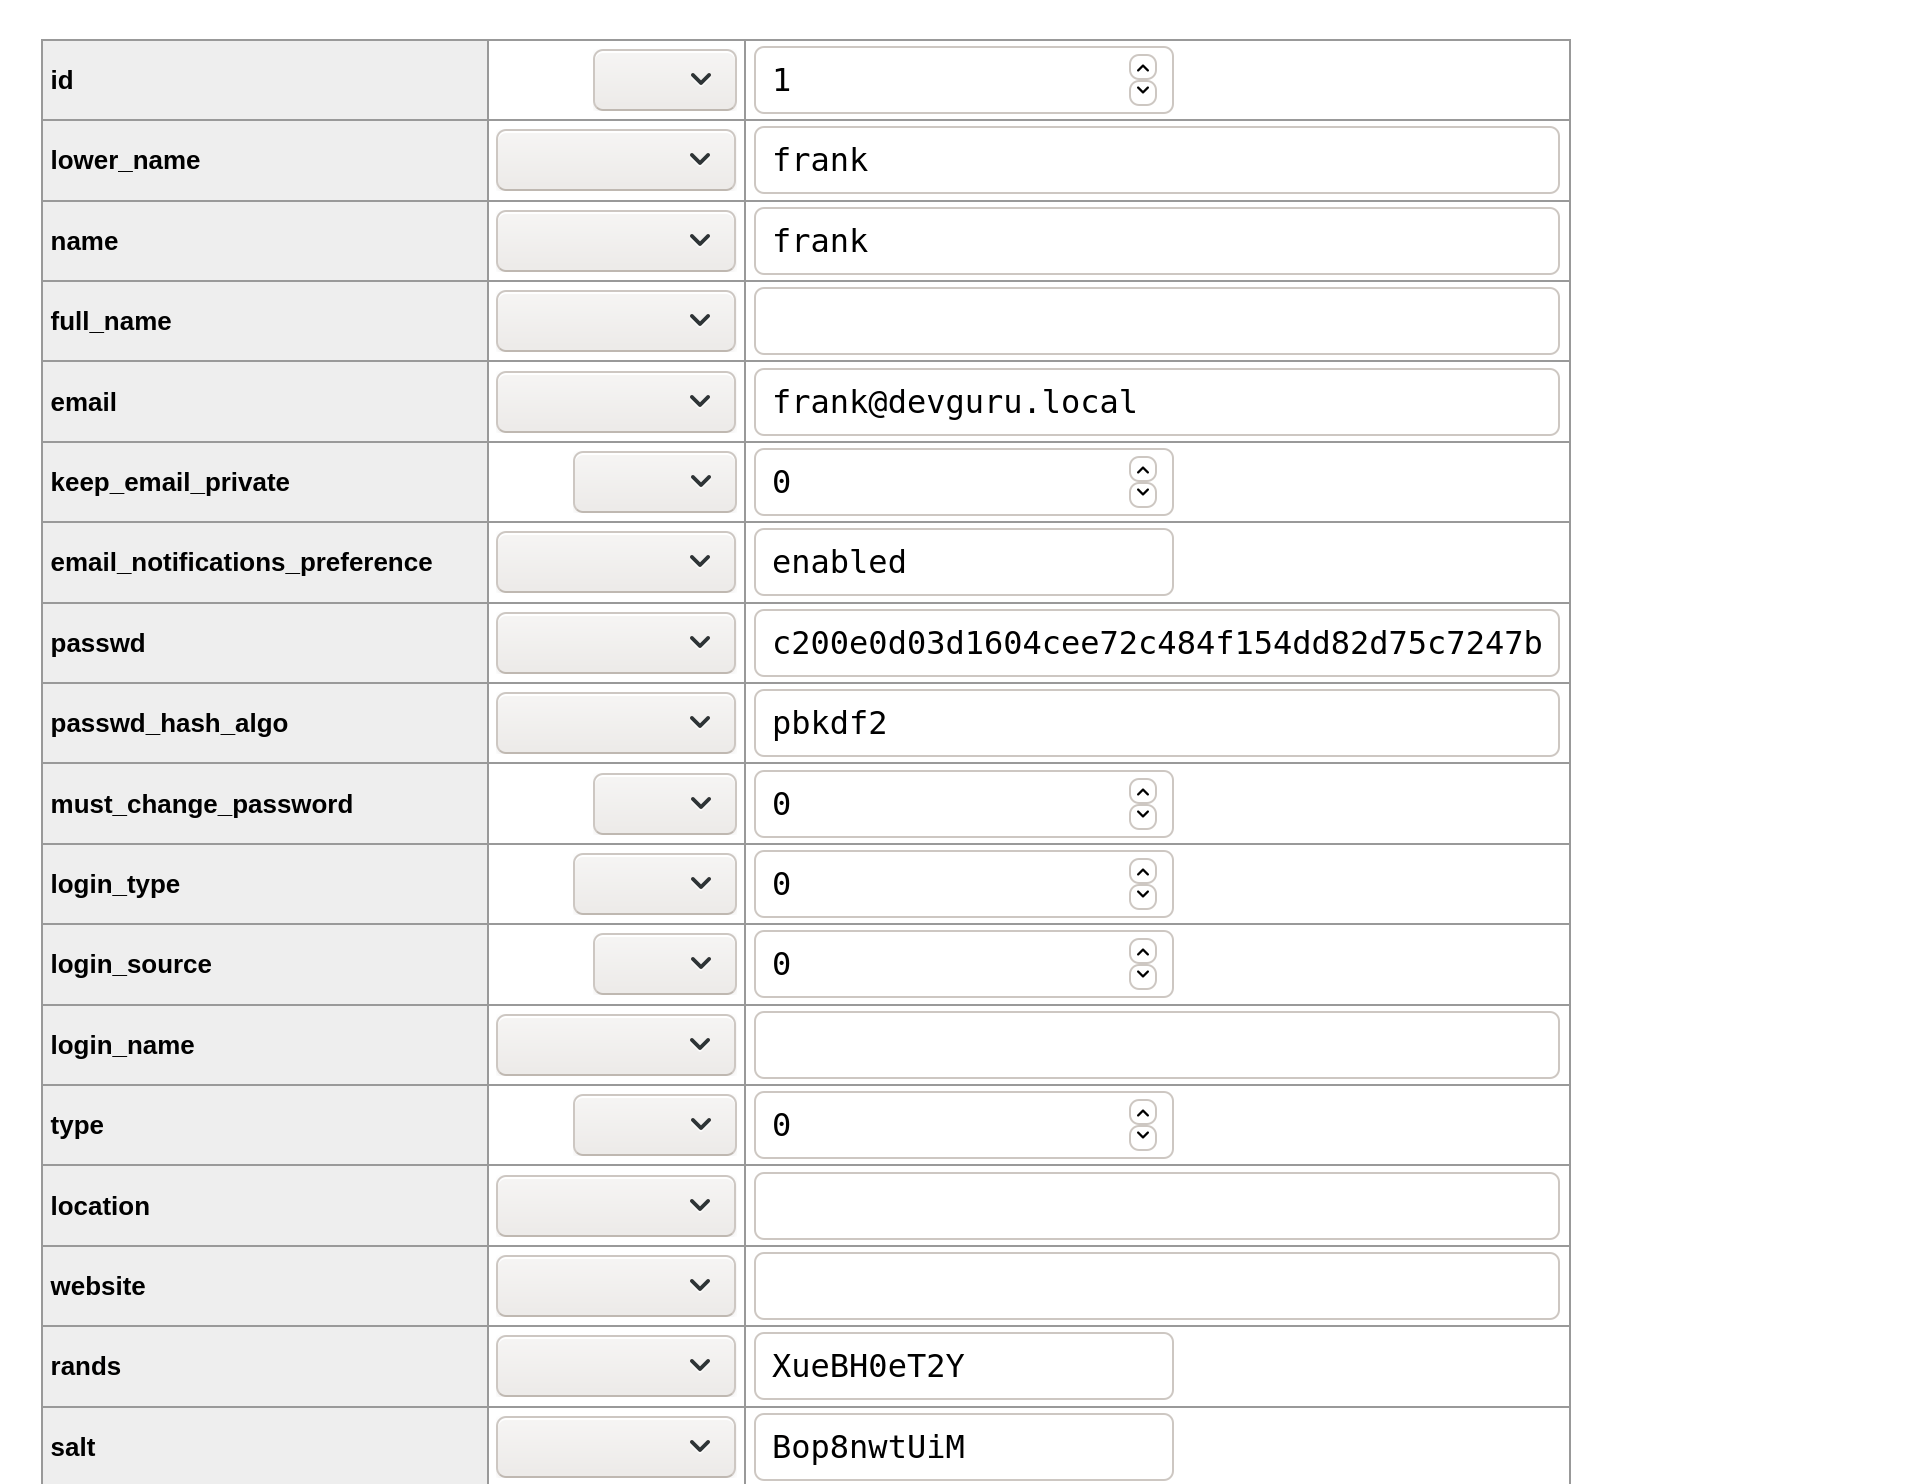 id 1
lower_name frank
name frank
full_name
email frank@devguru.local
keep_email_private 0
email_notifications_preference enabled
passwd c200e0d03d1604cee72c484f154dd82d75c7247b
passwd_hash_algo pbkdf2
must_change_password 0
login_type 0
login_source 0
login_name
type 0
location
website
rands XueBH0eT2Y
salt Bop8nwtUiM